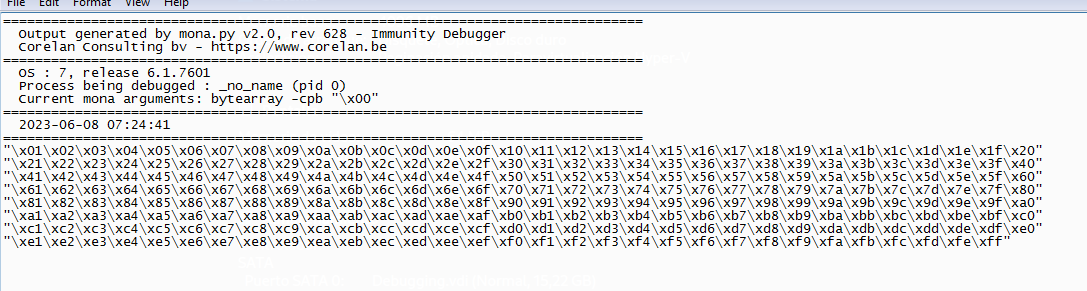 File Edit Format View Help
================================================================================
Output generated by mona.py v2.0, rev 628 - Immunity Debugger
Corelan Consulting bv - https://www.corelan.be
================================================================================
OS : 7, release 6.1.7601
Process being debugged : _no_name (pid 0)
Current mona arguments: bytearray -cpb "\x00"
================================================================================
2023-06-08 07:24:41
================================================================================
"\x01\x02\x03\x04\x05\x06\x07\x08\x09\x0a\x0b\x0c\x0d\x0e\x0f\x10\x11\x12\x13\x14\x15\x16\x17\x18\x19\x1a\x1b\x1c\x1d\x1e\x1f\x20"
"\x21\x22\x23\x24\x25\x26\x27\x28\x29\x2a\x2b\x2c\x2d\x2e\x2f\x30\x31\x32\x33\x34\x35\x36\x37\x38\x39\x3a\x3b\x3c\x3d\x3e\x3f\x40"
"\x41\x42\x43\x44\x45\x46\x47\x48\x49\x4a\x4b\x4c\x4d\x4e\x4f\x50\x51\x52\x53\x54\x55\x56\x57\x58\x59\x5a\x5b\x5c\x5d\x5e\x5f\x60"
"\x61\x62\x63\x64\x65\x66\x67\x68\x69\x6a\x6b\x6c\x6d\x6e\x6f\x70\x71\x72\x73\x74\x75\x76\x77\x78\x79\x7a\x7b\x7c\x7d\x7e\x7f\x80"
"\x81\x82\x83\x84\x85\x86\x87\x88\x89\x8a\x8b\x8c\x8d\x8e\x8f\x90\x91\x92\x93\x94\x95\x96\x97\x98\x99\x9a\x9b\x9c\x9d\x9e\x9f\xa0"
"\xa1\xa2\xa3\xa4\xa5\xa6\xa7\xa8\xa9\xaa\xab\xac\xad\xae\xaf\xb0\xb1\xb2\xb3\xb4\xb5\xb6\xb7\xb8\xb9\xba\xbb\xbc\xbd\xbe\xbf\xc0"
"\xc1\xc2\xc3\xc4\xc5\xc6\xc7\xc8\xc9\xca\xcb\xcc\xcd\xce\xcf\xd0\xd1\xd2\xd3\xd4\xd5\xd6\xd7\xd8\xd9\xda\xdb\xdc\xdd\xde\xdf\xe0"
"\xe1\xe2\xe3\xe4\xe5\xe6\xe7\xe8\xe9\xea\xeb\xec\xed\xee\xef\xf0\xf1\xf2\xf3\xf4\xf5\xf6\xf7\xf8\xf9\xfa\xfb\xfc\xfd\xfe\xff"